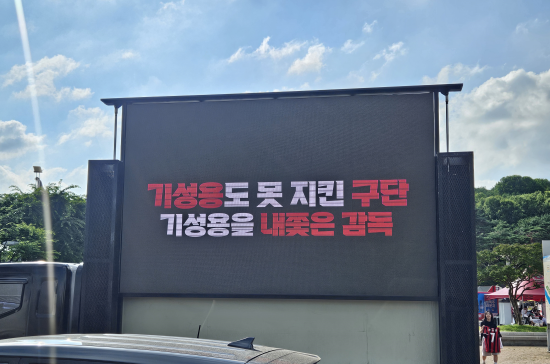 기성용도 못 지킨 구단
기성용을 내쫓은 감독